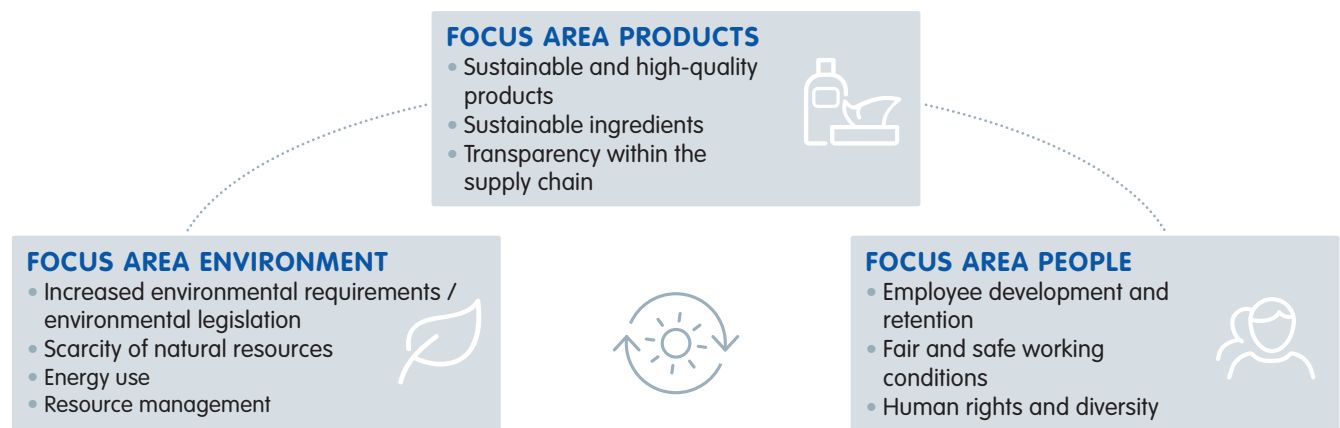 FOCUS AREA PRODUCTS
• Sustainable and high-quality
products
• Sustainable ingredients
• Transparency within the
supply chain
FOCUS AREA ENVIRONMENT
• Increased environmental requirements /
environmental legislation
• Scarcity of natural resources
• Energy use
• Resource management
FOCUS AREA PEOPLE
• Employee development and
retention
• Fair and safe working
conditions
• Human rights and diversity